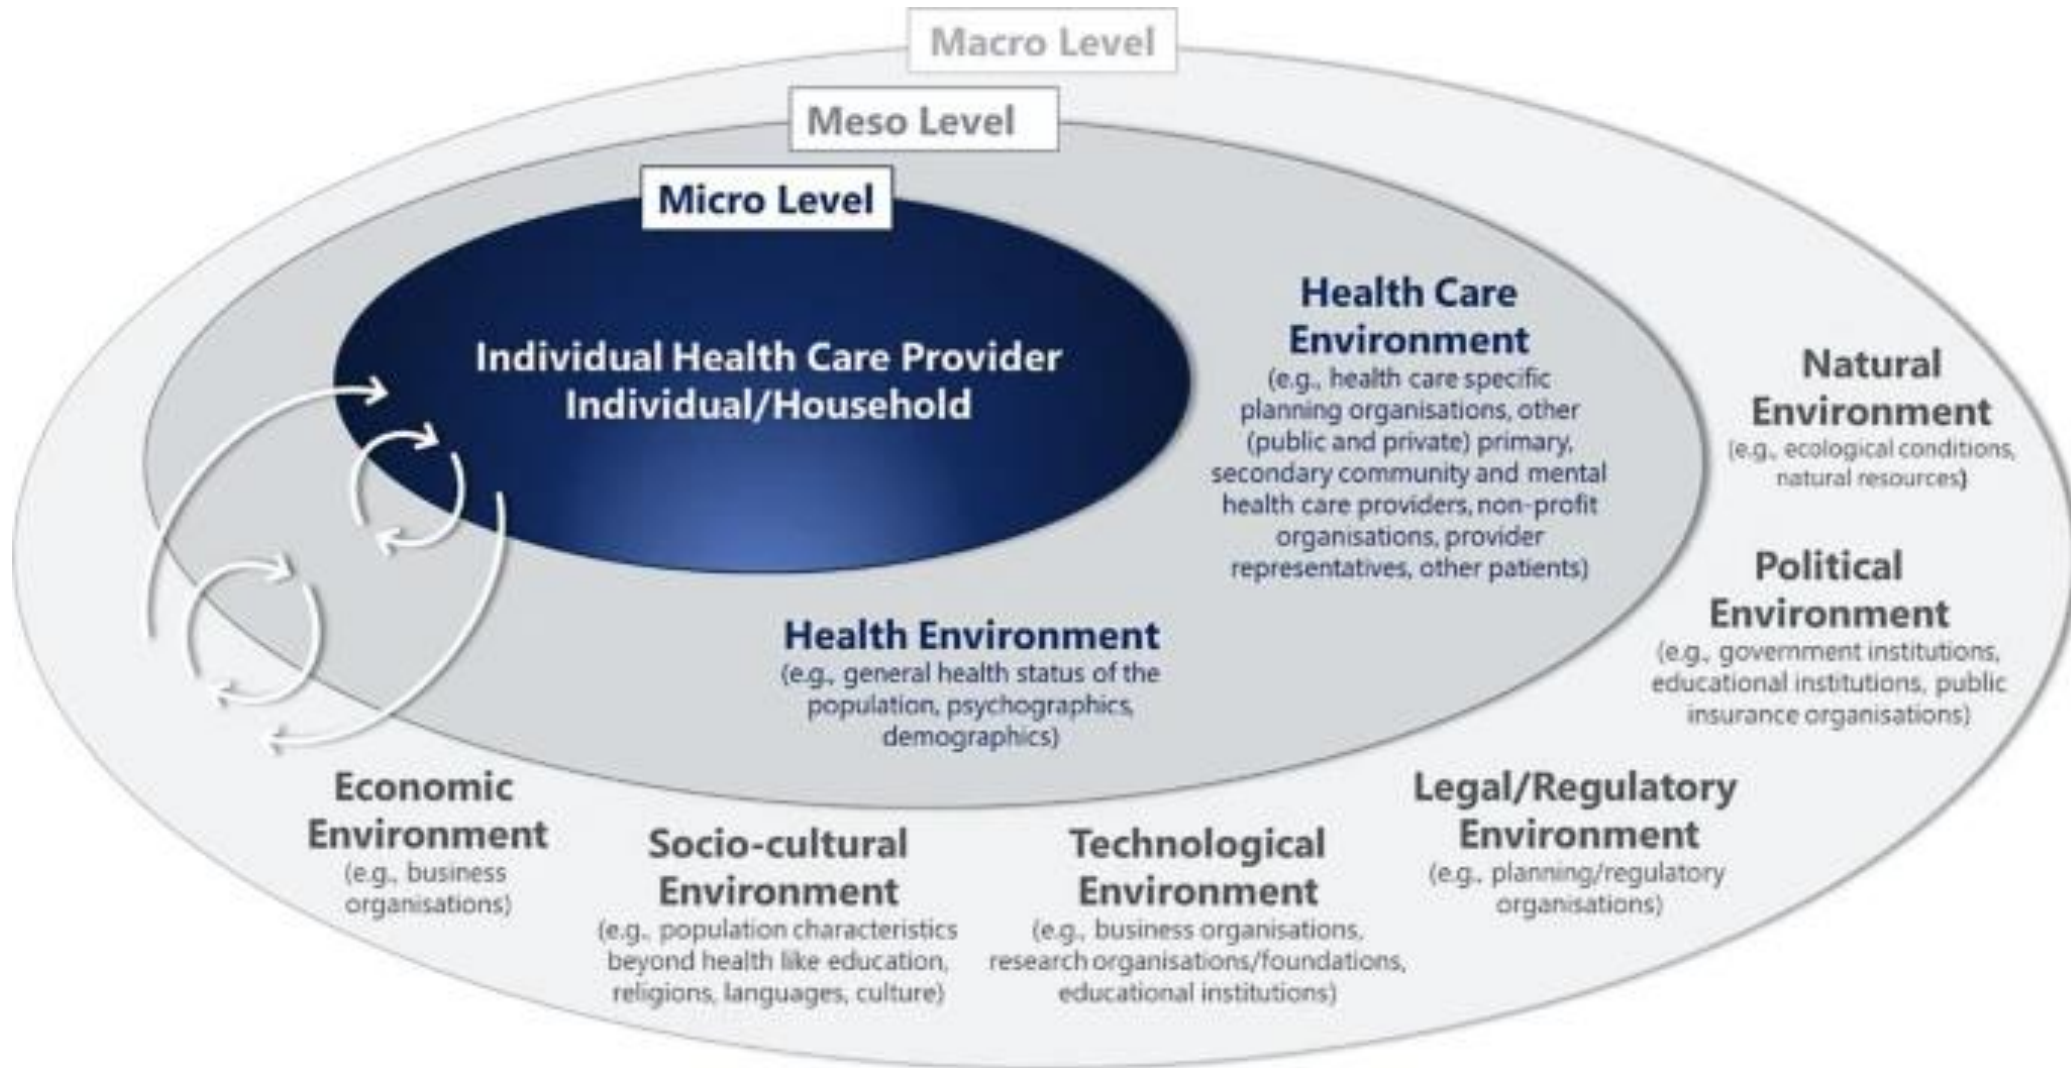 Macro Level
Meso Level
Micro Level
Individual Health Care Provider
Individual/Household
Health Care
Environment
(e.g., health care specific
planning organisations, other
(public and private) primary,
secondary community and mental
health care providers, non-profit
organisations, provider
representatives, other patients)
Health Environment
(e.g., general health status of the
population, psychographics,
demographics)
Natural
Environment
(e.g., ecological conditions,
natural resources)
Political
Environment
(e.g., government institutions,
educational institutions, public
insurance organisations)
Legal/Regulatory
Environment
(e.g., planning/regulatory
organisations)
Technological
Environment
(e.g., business organisations,
research organisations/foundations,
educational institutions)
Socio-cultural
Environment
(e.g., population characteristics
beyond health like education,
religions, languages, culture)
Economic
Environment
(e.g., business
organisations)